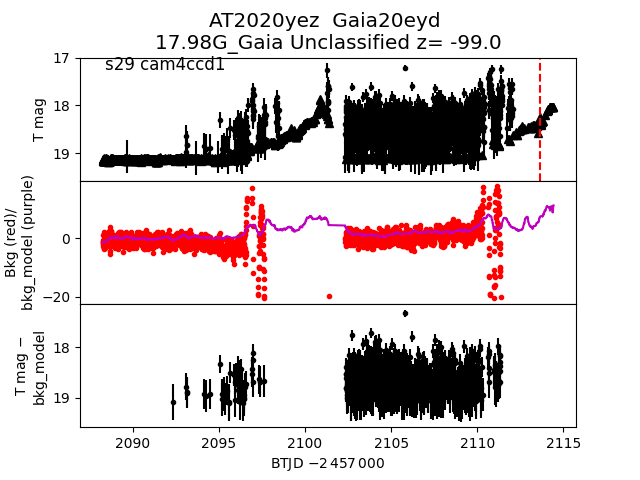 AT2020yez  Gaia20eyd
17.98G_Gaia Unclassified z= -99.0
s29 cam4ccd1
17
18
19
T mag
0
−20
Bkg (red)/
bkg_model (purple)
18
19
T mag −
bkg_model
2090 2095 2100 2105 2110 2115
BTJD −2 457 000